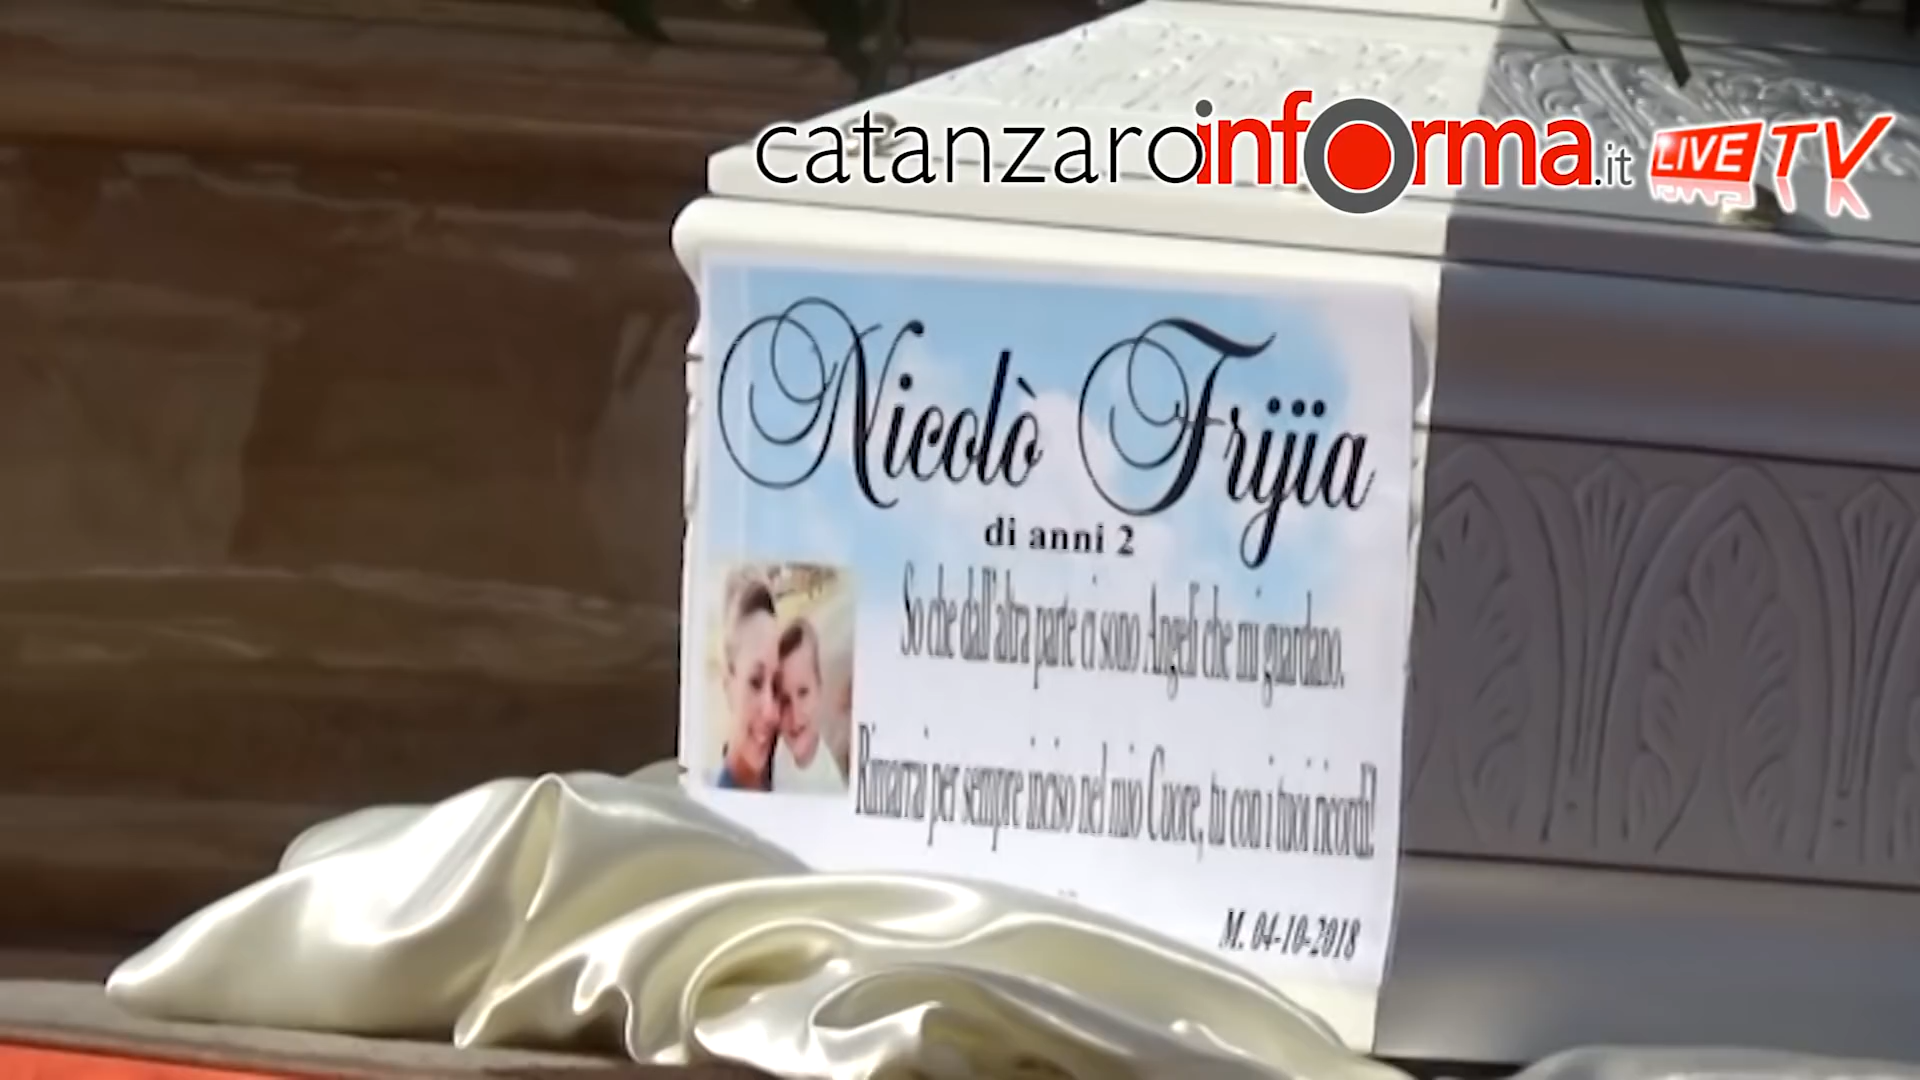 catanzaroinforma.it LIVE TV
Nicolò Frijia
di anni 2
So che dall'altra parte ci sono Angeli che mi guardano.
Rimarrai per sempre inciso nel mio Cuore, tu con i tuoi ricordi!
M. 04-10-2018